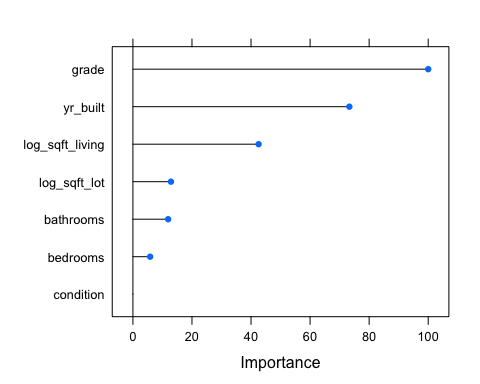 grade
yr_built
log_sqft_living
log_sqft_lot
bathrooms
bedrooms
condition
0 20 40 60 80 100
Importance